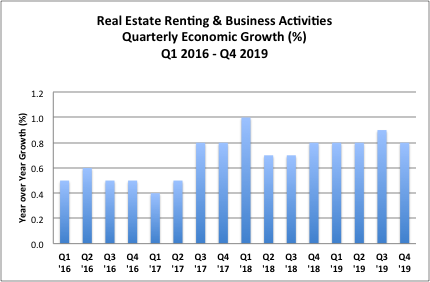 Real Estate Renting & Business Activities
Quarterly Economic Growth (%)
Q1 2016 - Q4 2019
Year over Year Growth (%)
1.2
1.0
0.8
0.6
0.4
0.2
0.0
Q1 Q2 Q3 Q4 Q1 Q2 Q3 Q4 Q1 Q2 Q3 Q4 Q1 Q2 Q3 Q4
'16 '16 '16 '16 '17 '17 '17 '17 '18 '18 '18 '18 '19 '19 '19 '19